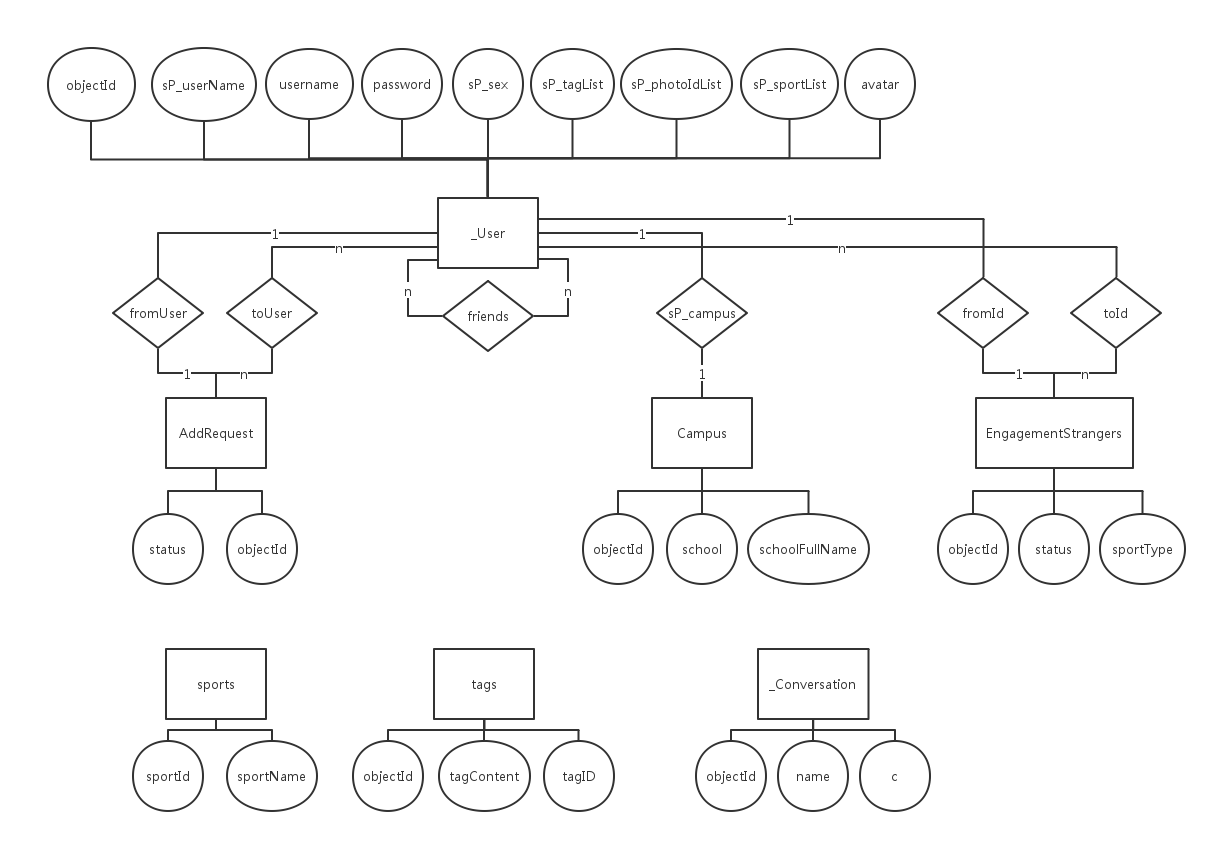 objectId
sP_userName
username
password
sP_sex
sP_tagList
sP_photoIdList
sP_sportList
avatar
_User
1
n
1
1
n
n
n
fromUser
toUser
friends
sP_campus
fromId
toId
1
n
1
1
n
AddRequest
Campus
EngagementStrangers
status
objectId
objectId
school
schoolFullName
objectId
status
sportType
sports
tags
_Conversation
sportId
sportName
objectId
tagContent
tagID
objectId
name
c